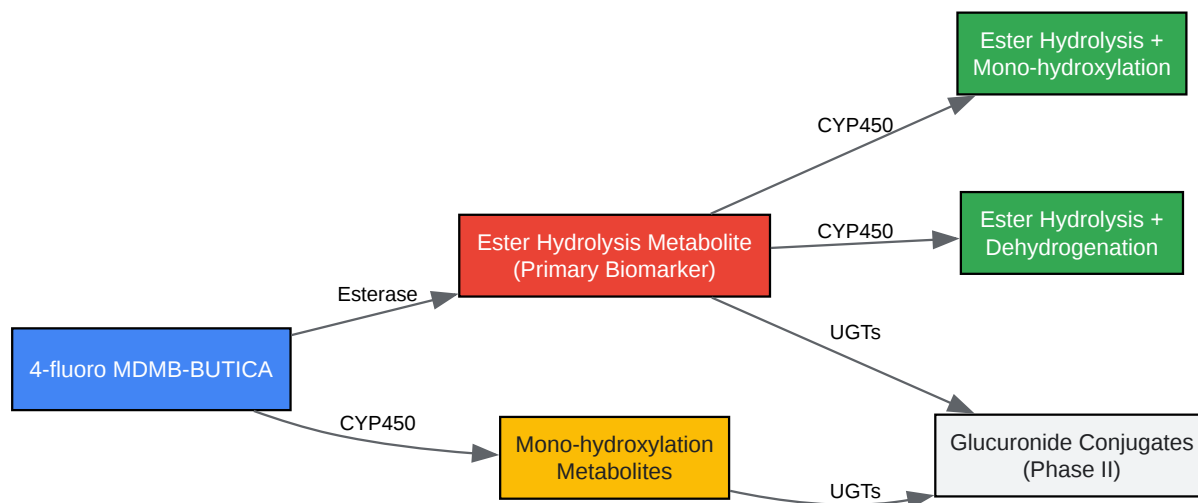 Ester Hydrolysis +
Mono-hydroxylation
CYP450
Ester Hydrolysis +
Dehydrogenation
CYP450
Ester Hydrolysis Metabolite
(Primary Biomarker)
Esterase
UGTs
4-fluoro MDMB-BUTICA
CYP450
Mono-hydroxylation
Metabolites
Glucuronide Conjugates
(Phase II)
UGTs